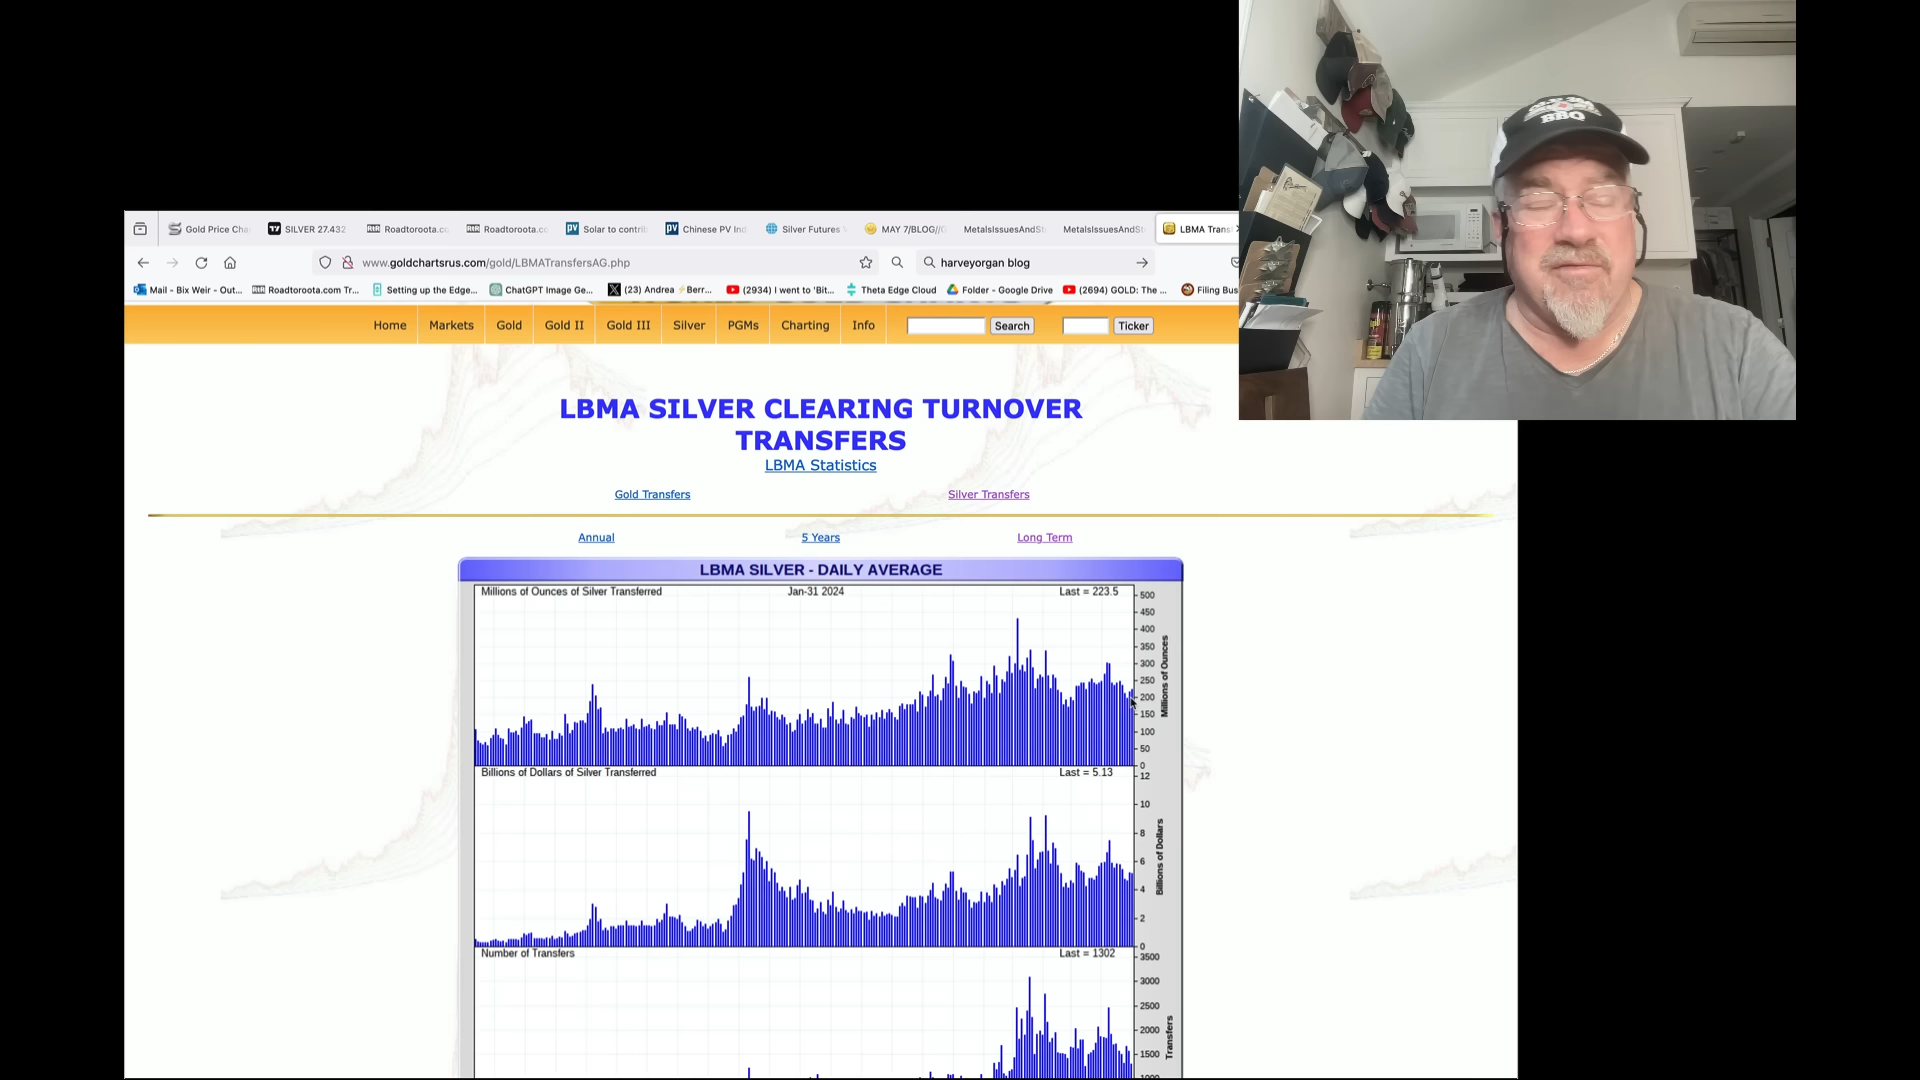 BBQ
Gold Price Cha
SILVER 27.432
Roadtoroota.co
Roadtoroota.co
Solar to contrib
Chinese PV Ind
Silver Futures
MAY 7/BLOG//G
MetalsIssuesAndSt
MetalsIssuesAndSt
LBMA Trans
www.goldchartsrus.com/gold/LBMATransfersAG.php
harveyorgan blog
Mail - Bix Weir - Out...
Roadtoroota.com Tr...
Setting up the Edge...
ChatGPT Image Ge...
(23) Andrea ⚡Berr...
(2934) I went to 'Bit...
Theta Edge Cloud
Folder - Google Drive
(2694) GOLD: The ...
Filing Bus
Home Markets Gold Gold II Gold III Silver PGMs Charting Info Search Ticker
LBMA SILVER CLEARING TURNOVER
TRANSFERS
LBMA Statistics
Gold Transfers Silver Transfers
Annual 5 Years Long Term
LBMA SILVER - DAILY AVERAGE
Millions of Ounces of Silver Transferred Jan-31 2024 Last = 223.5
500
450
400
350
300
250
200
150
100
50
0
Millions of Ounces
Billions of Dollars of Silver Transferred Last = 5.13
12
10
8
6
4
2
0
Billions of Dollars
Number of Transfers Last = 1302
3500
3000
2500
2000
1500
1000
Transfers